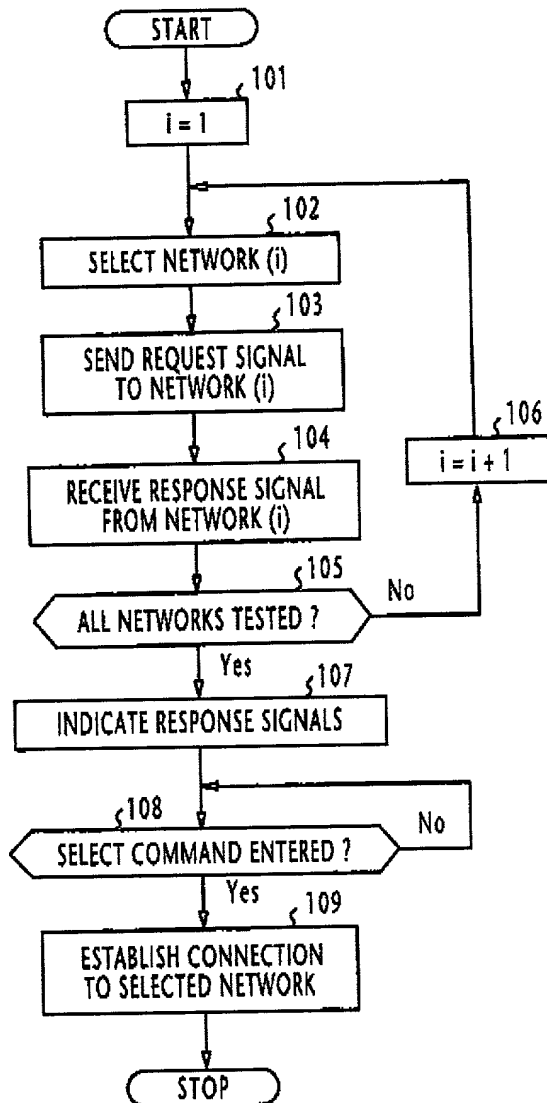 START
101
i = 1
102
SELECT NETWORK (i)
103
SEND REQUEST SIGNAL
TO NETWORK (i)
104
RECEIVE RESPONSE SIGNAL
FROM NETWORK (i)
106
i = i + 1
105
ALL NETWORKS TESTED ?
No
Yes
107
INDICATE RESPONSE SIGNALS
108
SELECT COMMAND ENTERED ?
No
Yes
109
ESTABLISH CONNECTION
TO SELECTED NETWORK
STOP